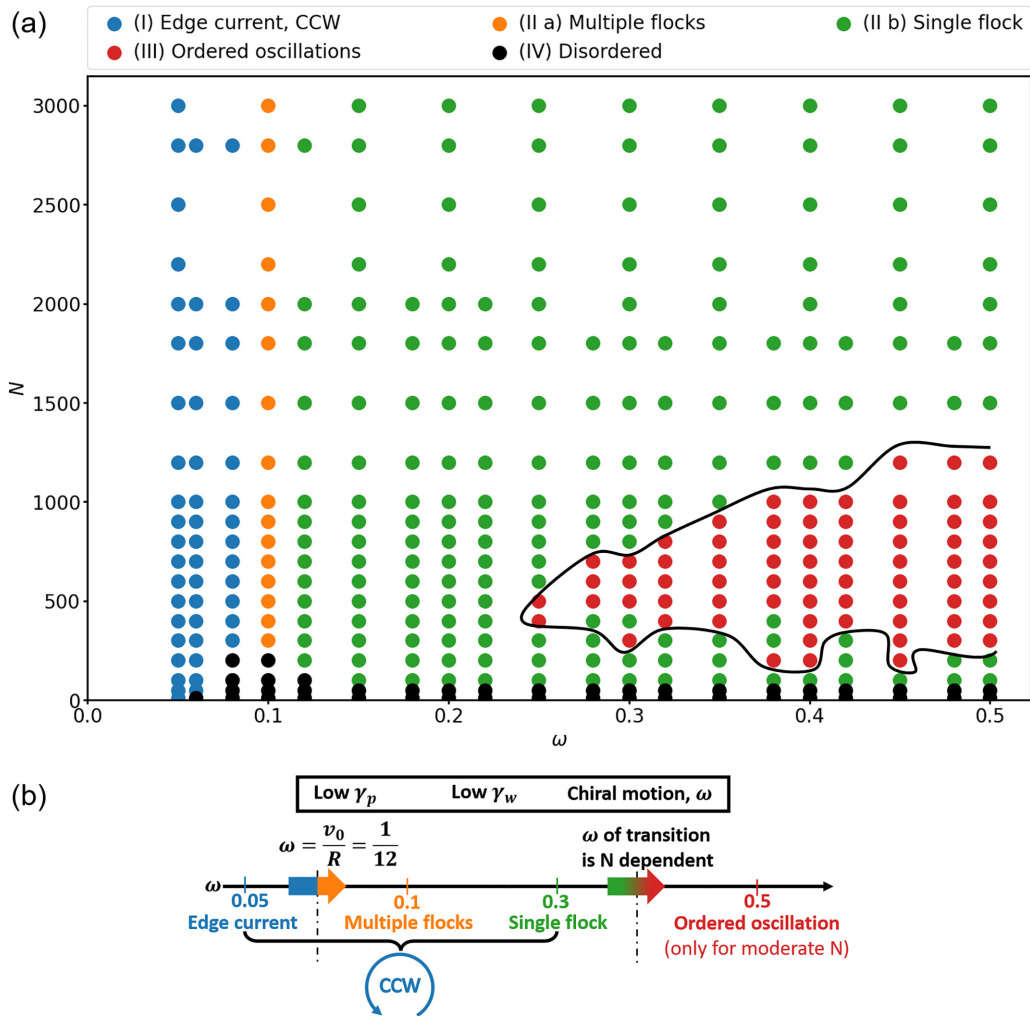 (a)
(I) Edge current, CCW (II a) Multiple flocks (II b) Single flock
(III) Ordered oscillations (IV) Disordered
3000
2500
2000
1500
1000
500
0
N
0.0 0.1 0.2 0.3 0.4 0.5
ω
(b)
Low γₚ Low γ_w Chiral motion, ω
ω = v₀/R = 1/12
ω of transition
is N dependent
ω
0.05 0.1 0.3 0.5
Edge current Multiple flocks Single flock Ordered oscillation
(only for moderate N)
CCW